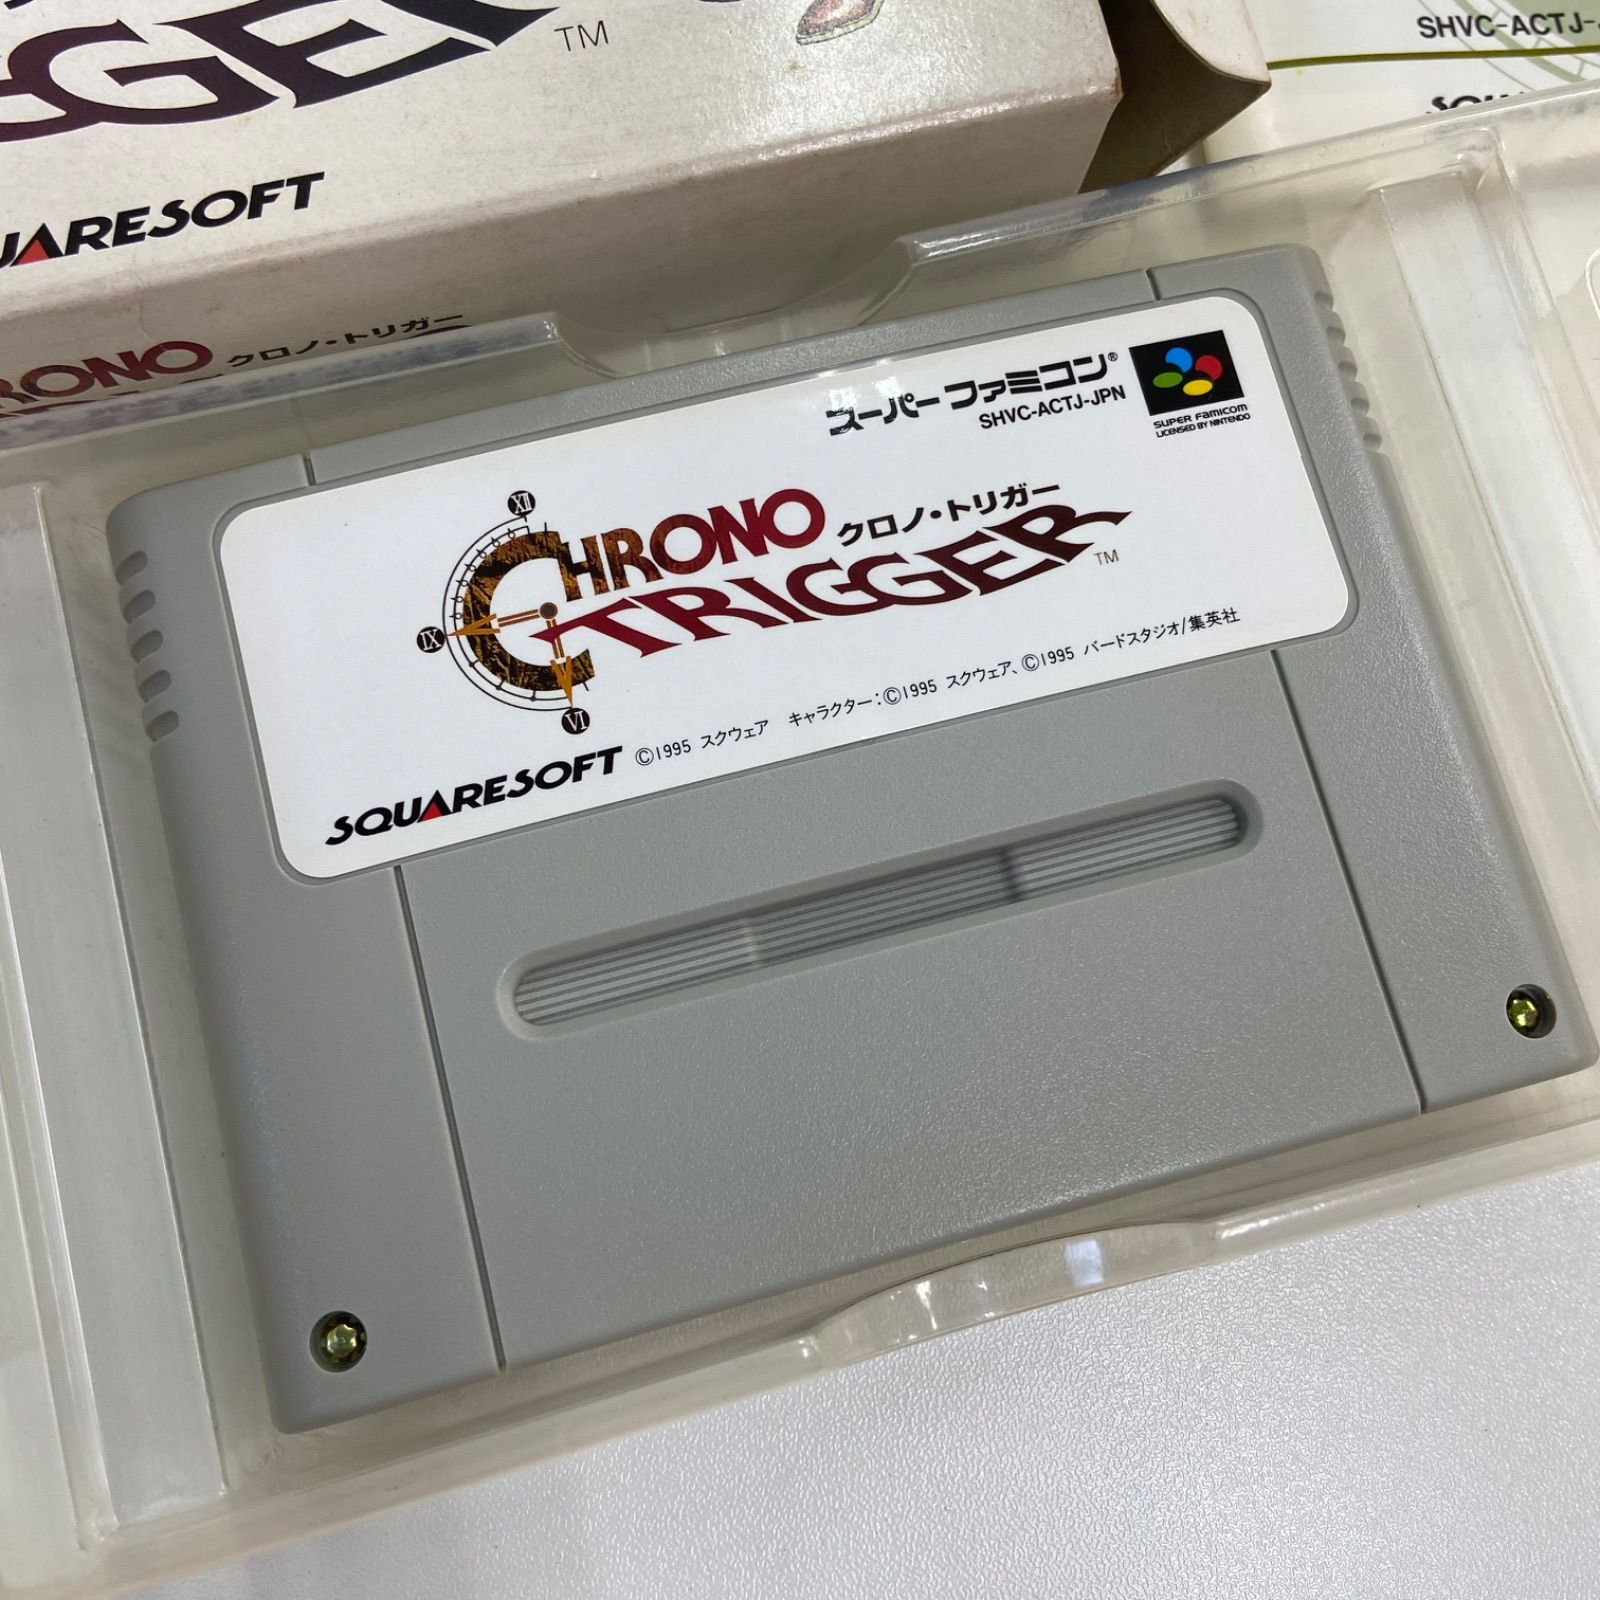 TM
SQUARESOFT
CHRONO クロノ・トリガー
SHVC-ACTJ-
スーパーファミコン®
SHVC-ACTJ-JPN
SUPER FAMICOM
LICENSED BY NINTENDO
XII
IX
VI
CHRONO クロノ・トリガー
TRIGGER TM
SQUARESOFT ©1995 スクウェア キャラクター:©1995 スクウェア、©1995 バードスタジオ/集英社